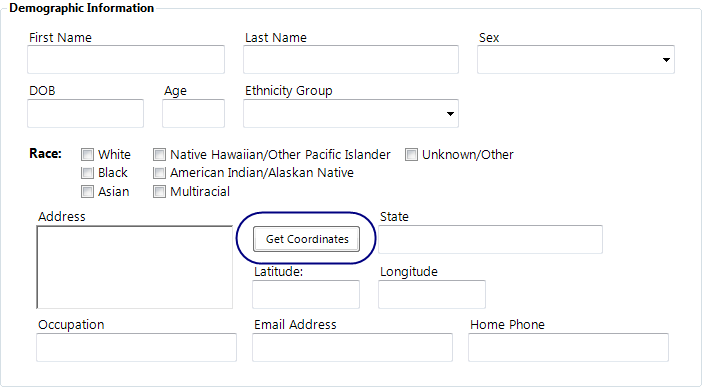 Demographic Information
First Name Last Name Sex
DOB Age Ethnicity Group
Race: White Native Hawaiian/Other Pacific Islander Unknown/Other
Black American Indian/Alaskan Native
Asian Multiracial
Address State
Get Coordinates
Latitude: Longitude
Occupation Email Address Home Phone